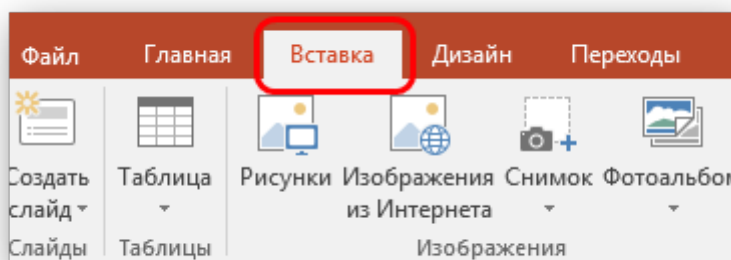 Файл Главная Вставка Дизайн Переходы
Создать Таблица Рисунки Изображения Снимок Фотоальбом
слайд из Интернета
Слайды Таблицы Изображения